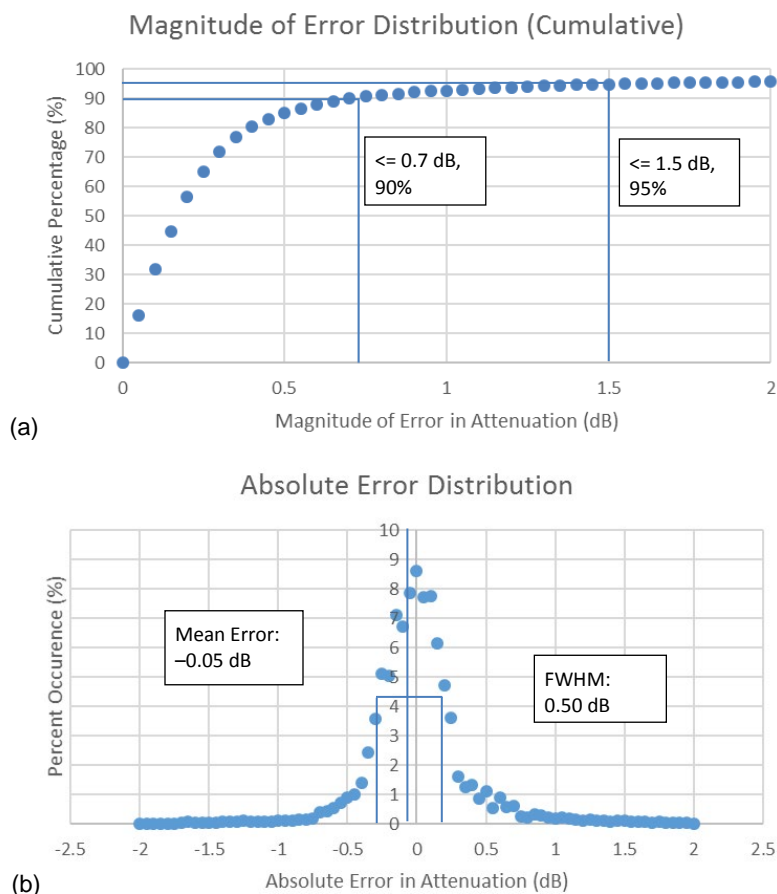 Magnitude of Error Distribution (Cumulative)
Cumulative Percentage (%)
100
90
80
70
60
50
40
30
20
10
0
<= 0.7 dB,
90%
<= 1.5 dB,
95%
0 0.5 1 1.5 2
Magnitude of Error in Attenuation (dB)
(a)
Absolute Error Distribution
Percent Occurence (%)
10
9
8
7
6
5
4
3
2
1
0
Mean Error:
–0.05 dB
FWHM:
0.50 dB
-2.5 -2 -1.5 -1 -0.5 0 0.5 1 1.5 2 2.5
Absolute Error in Attenuation (dB)
(b)